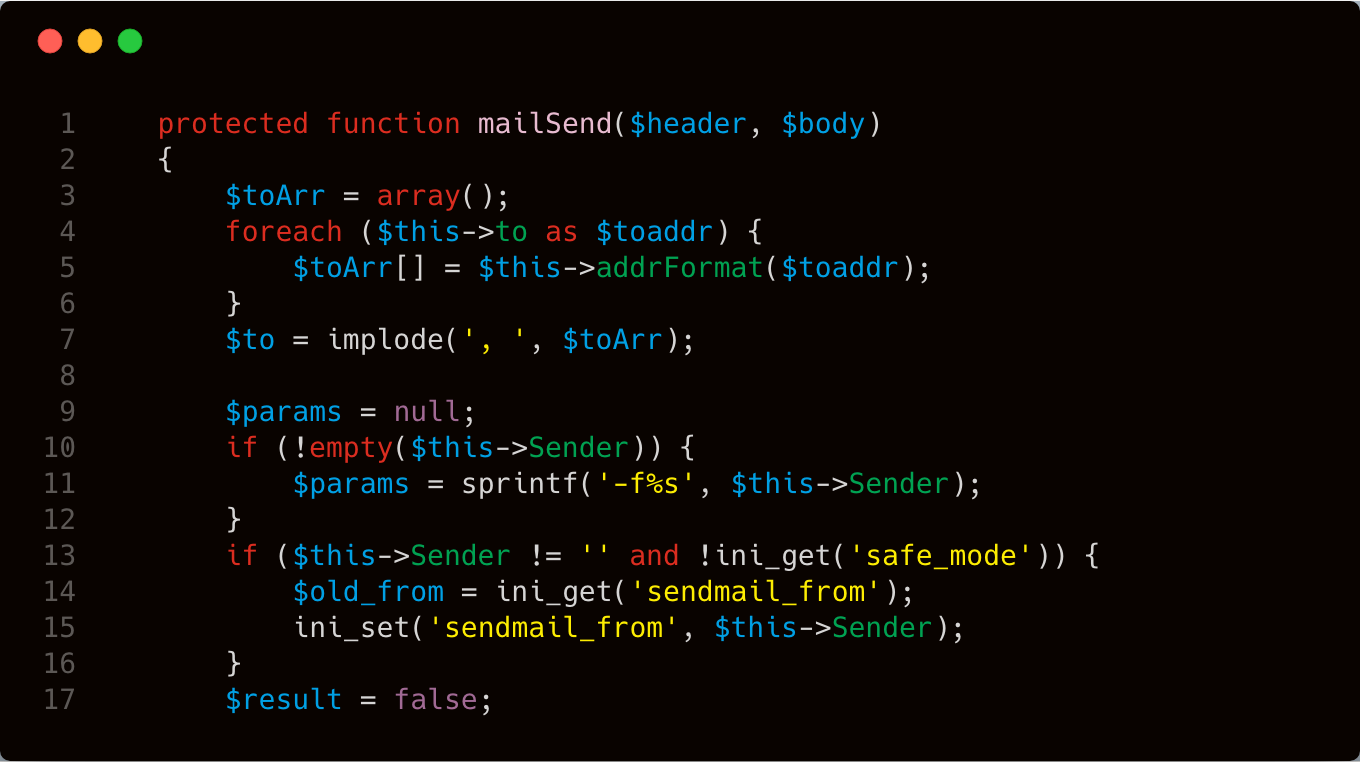 1 protected function mailSend($header, $body)
2 {
3 $toArr = array();
4 foreach ($this->to as $toaddr) {
5 $toArr[] = $this->addrFormat($toaddr);
6 }
7 $to = implode(', ', $toArr);
8
9 $params = null;
10 if (!empty($this->Sender)) {
11 $params = sprintf('-f%s', $this->Sender);
12 }
13 if ($this->Sender != '' and !ini_get('safe_mode')) {
14 $old_from = ini_get('sendmail_from');
15 ini_set('sendmail_from', $this->Sender);
16 }
17 $result = false;